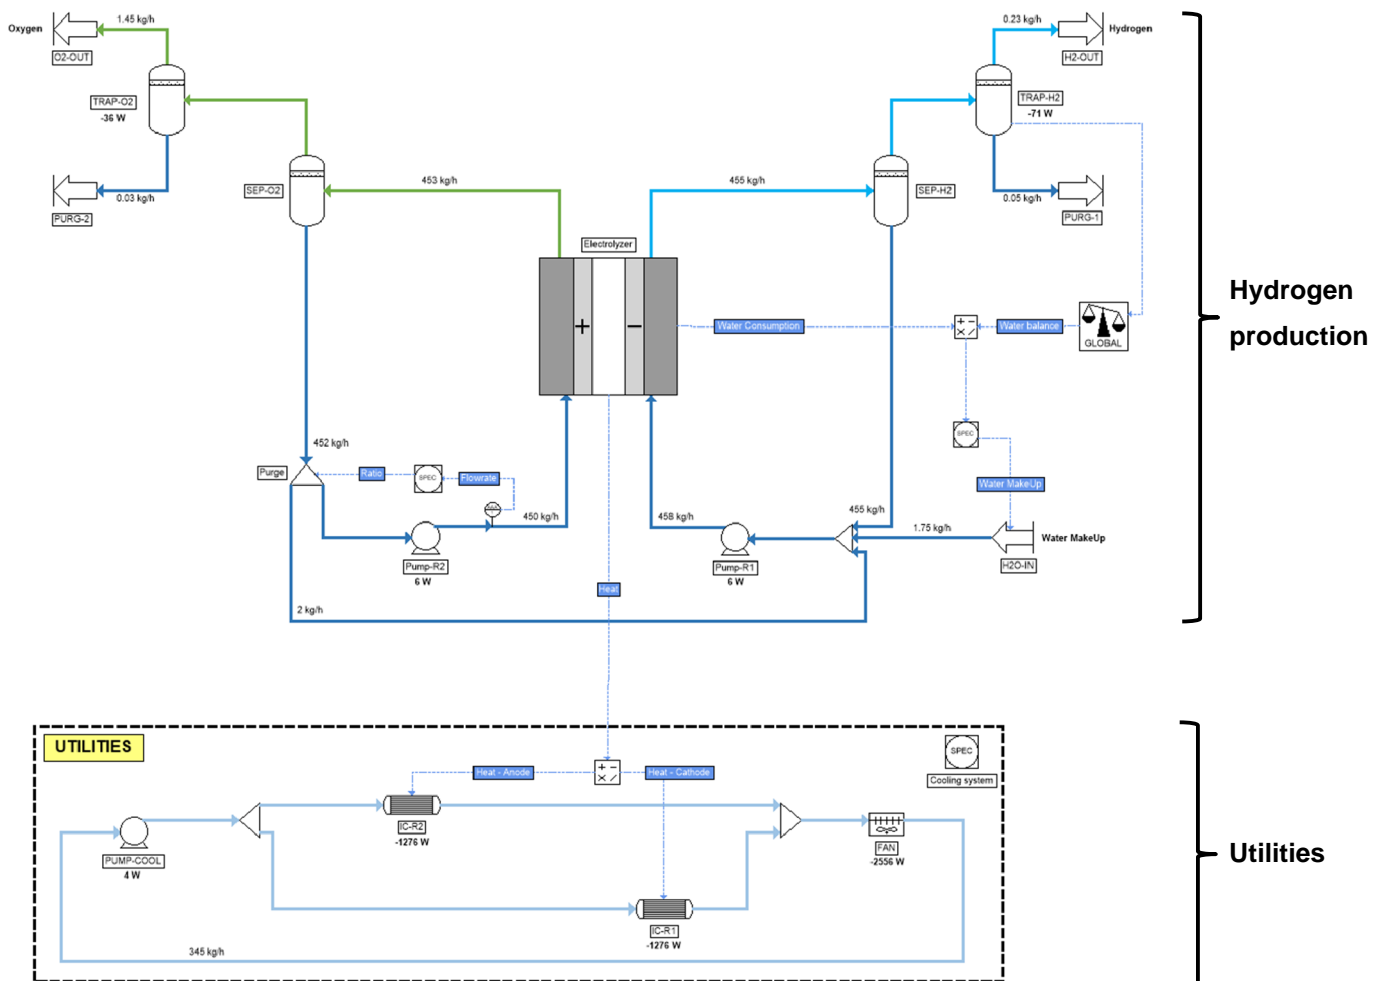 1.45 kg/h
0.23 kg/h
Oxygen
Hydrogen
O2-OUT
H2-OUT
TRAP-O2
-36 W
TRAP-H2
-71 W
453 kg/h
455 kg/h
SEP-O2
SEP-H2
0.03 kg/h
0.05 kg/h
PURG-2
PURG-1
Electrolyzer
Hydrogen
production
+
−
Water Consumption
+ −
× ⁄
Water balance
GLOBAL
452 kg/h
SPEC
Purge
Ratio
SPEC
Flowrate
Water MakeUp
450 kg/h
458 kg/h
455 kg/h
1.75 kg/h
Water MakeUp
Pump-R2
6 W
Pump-R1
6 W
H2O-IN
Heat
2 kg/h
UTILITIES
SPEC
Cooling system
Heat - Anode
+ −
× ⁄
Heat - Cathode
IC-R2
-1276 W
PUMP-COOL
4 W
FAN
-2556 W
Utilities
IC-R1
-1276 W
345 kg/h